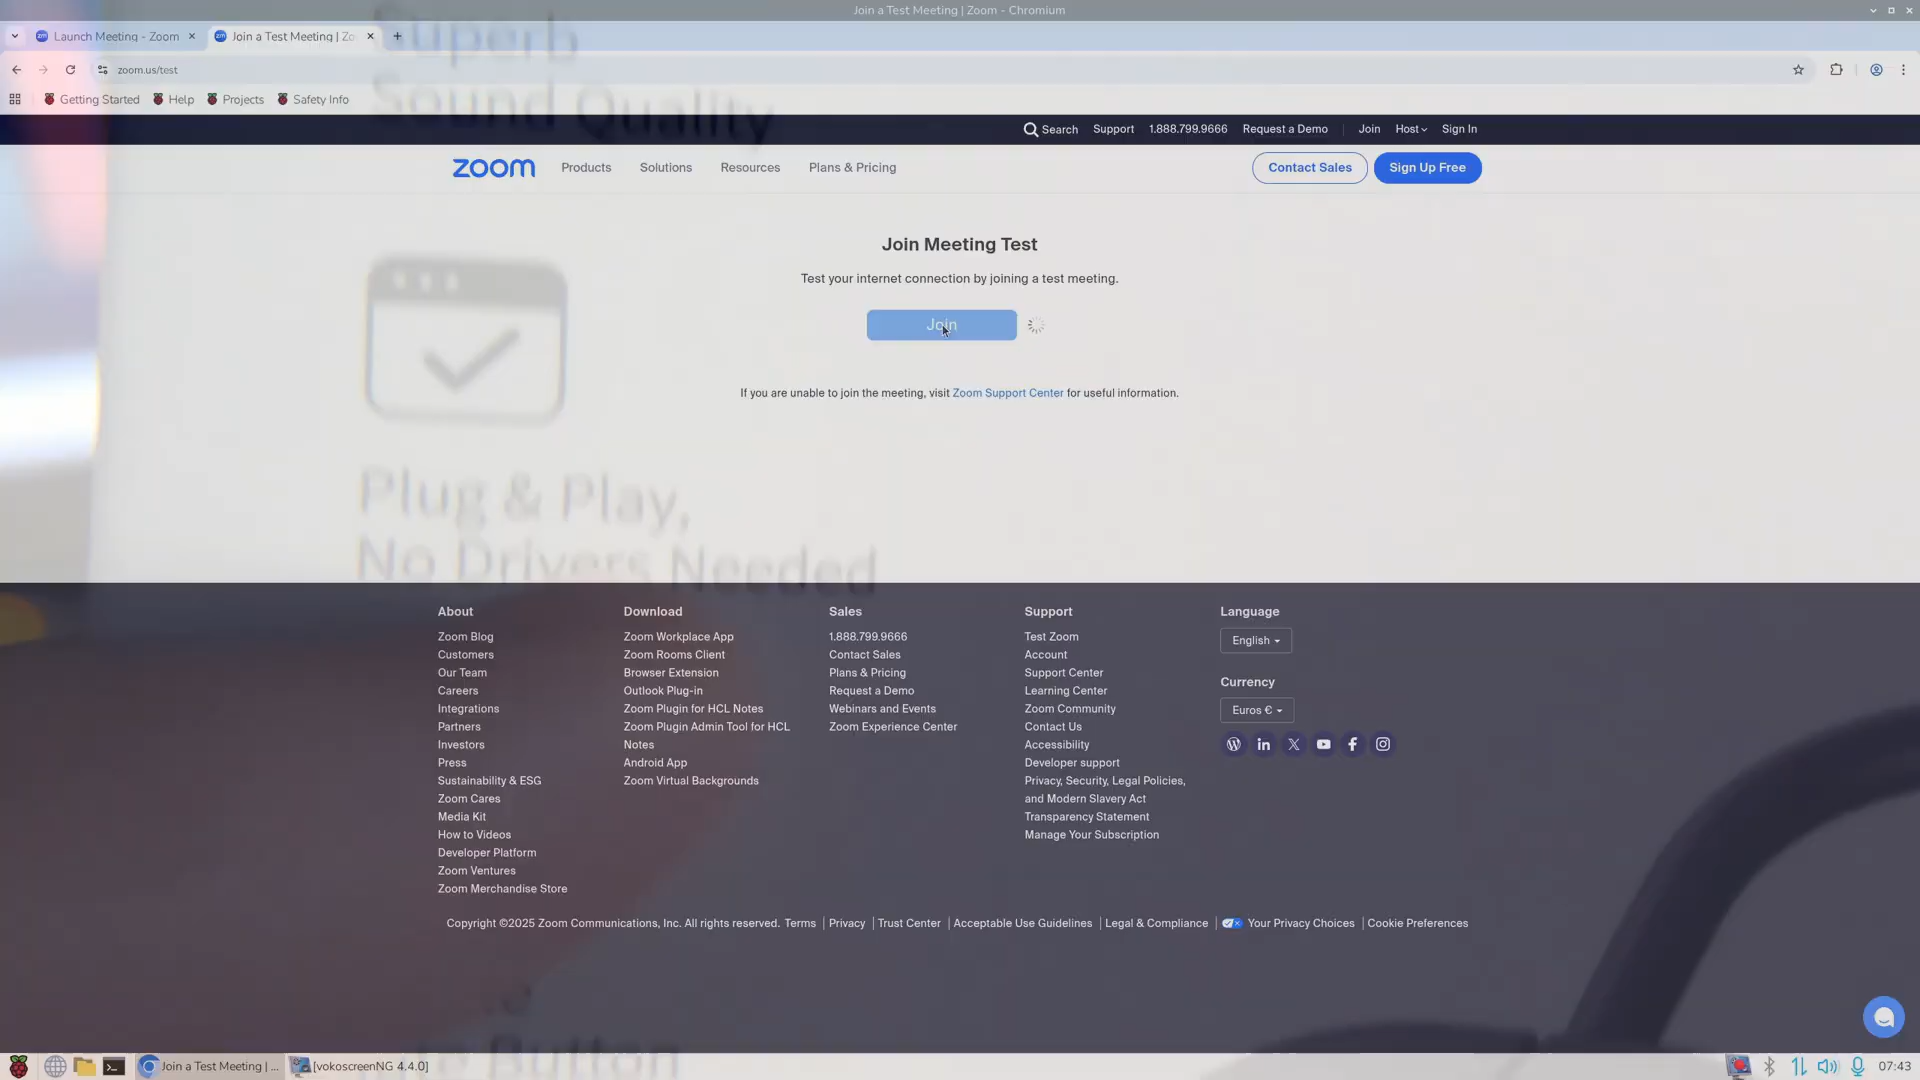 Join a Test Meeting | Zoom - Chromium
Launch Meeting - Zoom
Join a Test Meeting | Zo
zoom.us/test
Getting Started Help Projects Safety Info
Superb
Sound Quality
Search Support 1.888.799.9666 Request a Demo Join Host Sign In
zoom Products Solutions Resources Plans & Pricing Contact Sales Sign Up Free
Join Meeting Test
Test your internet connection by joining a test meeting.
Join
If you are unable to join the meeting, visit Zoom Support Center for useful information.
Plug & Play,
No Drivers Needed
About
Zoom Blog
Customers
Our Team
Careers
Integrations
Partners
Investors
Press
Sustainability & ESG
Zoom Cares
Media Kit
How to Videos
Developer Platform
Zoom Ventures
Zoom Merchandise Store
Download
Zoom Workplace App
Zoom Rooms Client
Browser Extension
Outlook Plug-in
Zoom Plugin for HCL Notes
Zoom Plugin Admin Tool for HCL
Notes
Android App
Zoom Virtual Backgrounds
Sales
1.888.799.9666
Contact Sales
Plans & Pricing
Request a Demo
Webinars and Events
Zoom Experience Center
Support
Test Zoom
Account
Support Center
Learning Center
Zoom Community
Contact Us
Accessibility
Developer support
Privacy, Security, Legal Policies,
and Modern Slavery Act
Transparency Statement
Manage Your Subscription
Language
English
Currency
Euros €
Copyright ©2025 Zoom Communications, Inc. All rights reserved. Terms | Privacy | Trust Center | Acceptable Use Guidelines | Legal & Compliance | Your Privacy Choices | Cookie Preferences
Button
Join a Test Meeting | ...
[vokoscreenNG 4.4.0]
07:43